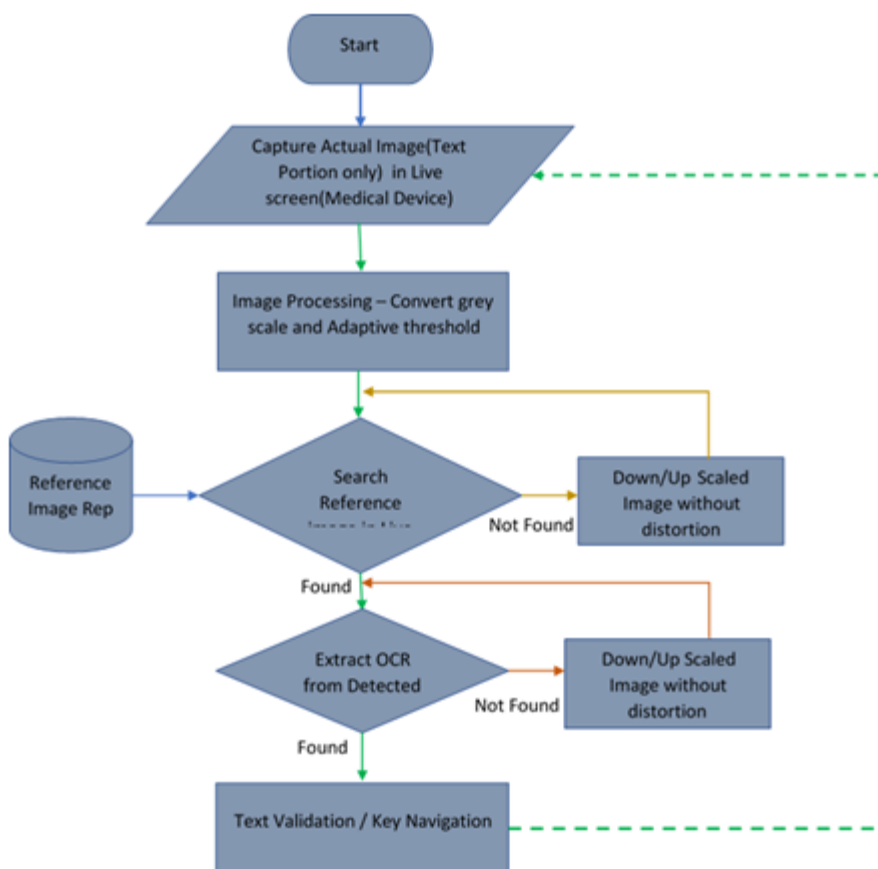 Start
Capture Actual Image(Text
Portion only) in Live
screen(Medical Device)
Image Processing – Convert grey
scale and Adaptive threshold
Reference
Image Rep
Search
Reference
Not Found
Down/Up Scaled
Image without
distortion
Found
Extract OCR
from Detected
Not Found
Down/Up Scaled
Image without
distortion
Found
Text Validation / Key Navigation